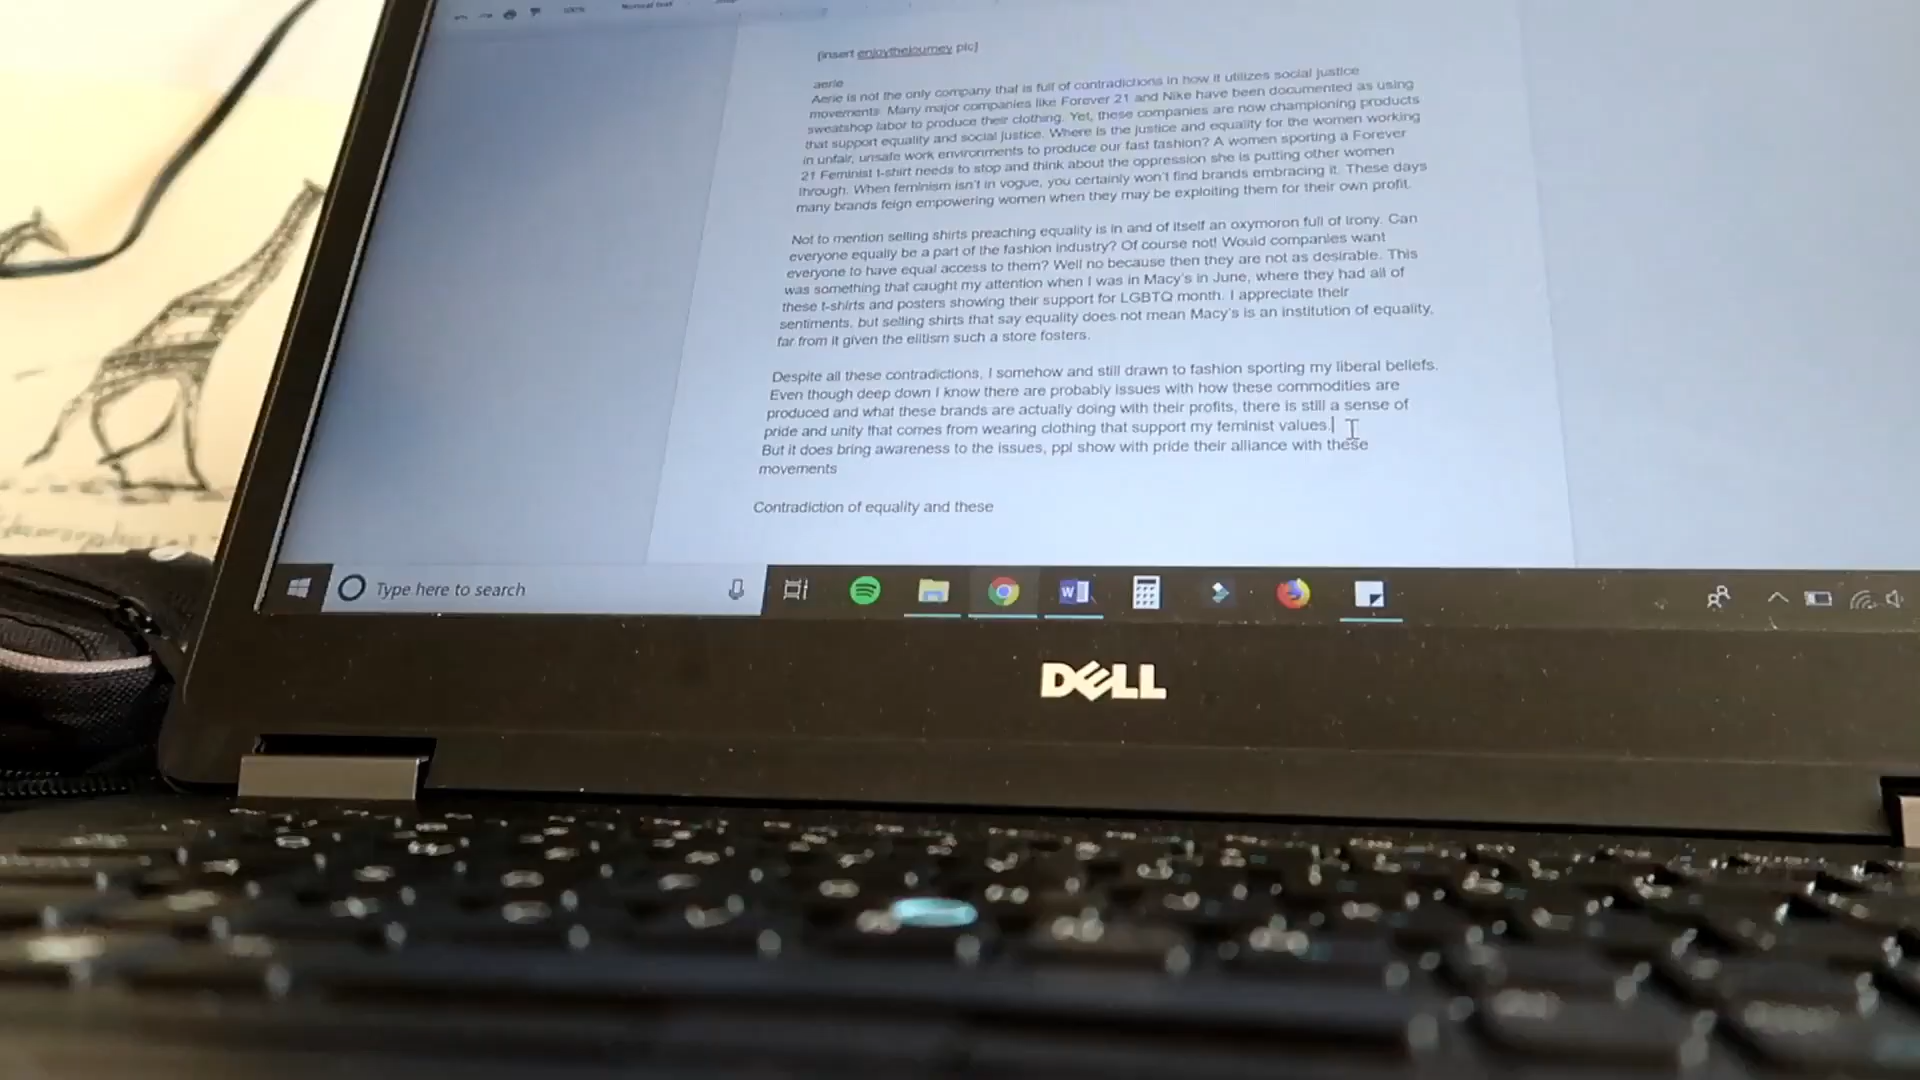 100%
Normal text
[insert enjoythejourney pic]
aerie
Aerie is not the only company that is full of contradictions in how it utilizes social justice
movements. Many major companies like Forever 21 and Nike have been documented as using
sweatshop labor to produce their clothing. Yet, these companies are now championing products
that support equality and social justice. Where is the justice and equality for the women working
in unfair, unsafe work environments to produce our fast fashion? A women sporting a Forever
21 Feminist t-shirt needs to stop and think about the oppression she is putting other women
through. When feminism isn't in vogue, you certainly won't find brands embracing it. These days
many brands feign empowering women when they may be exploiting them for their own profit.
Not to mention selling shirts preaching equality is in and of itself an oxymoron full of irony. Can
everyone equally be a part of the fashion industry? Of course not! Would companies want
everyone to have equal access to them? Well no because then they are not as desirable. This
was something that caught my attention when I was in Macy's in June, where they had all of
these t-shirts and posters showing their support for LGBTQ month. I appreciate their
sentiments, but selling shirts that say equality does not mean Macy's is an institution of equality,
far from it given the elitism such a store fosters.
Despite all these contradictions, I somehow and still drawn to fashion sporting my liberal beliefs.
Even though deep down I know there are probably issues with how these commodities are
produced and what these brands are actually doing with their profits, there is still a sense of
pride and unity that comes from wearing clothing that support my feminist values.
But it does bring awareness to the issues, ppl show with pride their alliance with these
movements
Contradiction of equality and these
Type here to search
W
DELL